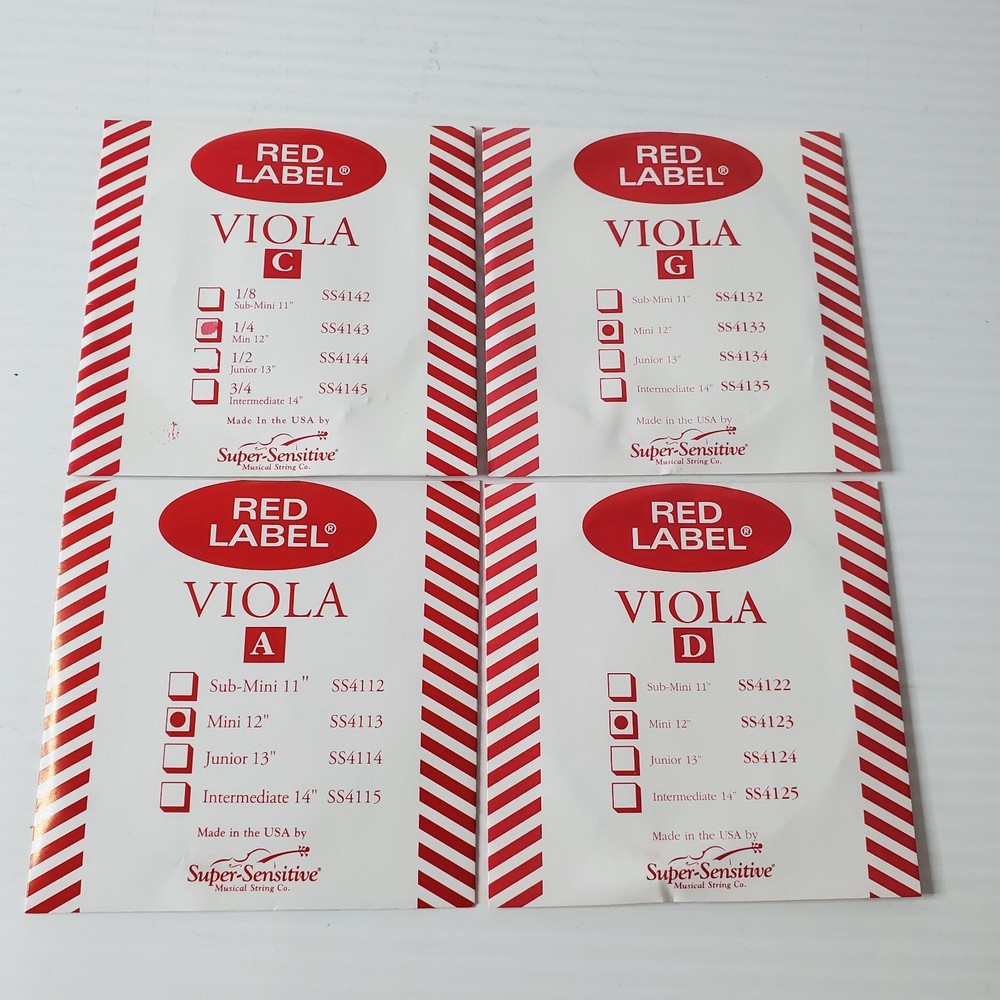 RED
LABEL®
VIOLA
C
1/8 SS4142
Sub-Mini 11"
1/4 SS4143
Min 12"
1/2 SS4144
Junior 13"
3/4 SS4145
Intermediate 14"
Made In the USA by
Super-Sensitive®
Musical String Co.
RED
LABEL®
VIOLA
G
Sub-Mini 11" SS4132
Mini 12" SS4133
Junior 13" SS4134
Intermediate 14" SS4135
Made in the USA by
Super-Sensitive®
Musical String Co.
RED
LABEL®
VIOLA
A
Sub-Mini 11" SS4112
Mini 12" SS4113
Junior 13" SS4114
Intermediate 14" SS4115
Made in the USA by
Super-Sensitive®
Musical String Co.
RED
LABEL®
VIOLA
D
Sub-Mini 11" SS4122
Mini 12" SS4123
Junior 13" SS4124
Intermediate 14" SS4125
Made in the USA by
Super-Sensitive®
Musical String Co.